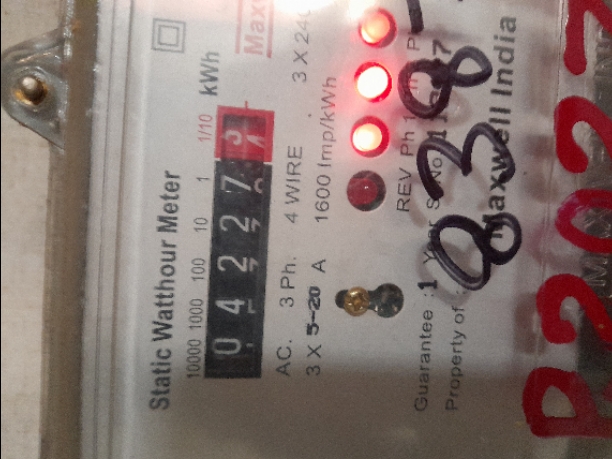 Static Watthour Meter
10000 1000 100 10 1 1/10 kWh
0 4 2 2 7 3
AC. 3 Ph. 4 WIRE 3 X 240
3 X 5-20 A 1600 Imp/kWh
REV Ph
Guarantee : 1 Year S.No.
Property of :
Maxwell India
838
P2027